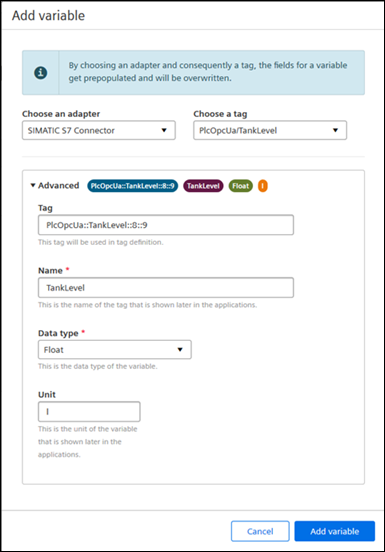 Add variable
By choosing an adapter and consequently a tag, the fields for a variable
get prepopulated and will be overwritten.
Choose an adapter
Choose a tag
SIMATIC S7 Connector
PlcOpcUa/TankLevel
Advanced PlcOpcUa::TankLevel::8::9 TankLevel Float l
Tag
PlcOpcUa::TankLevel::8::9
This tag will be used in tag definition.
Name *
TankLevel
This is the name of the tag that is shown later in the applications.
Data type *
Float
This is the data type of the variable.
Unit
l
This is the unit of the variable
that is shown later in the
applications.
Cancel
Add variable